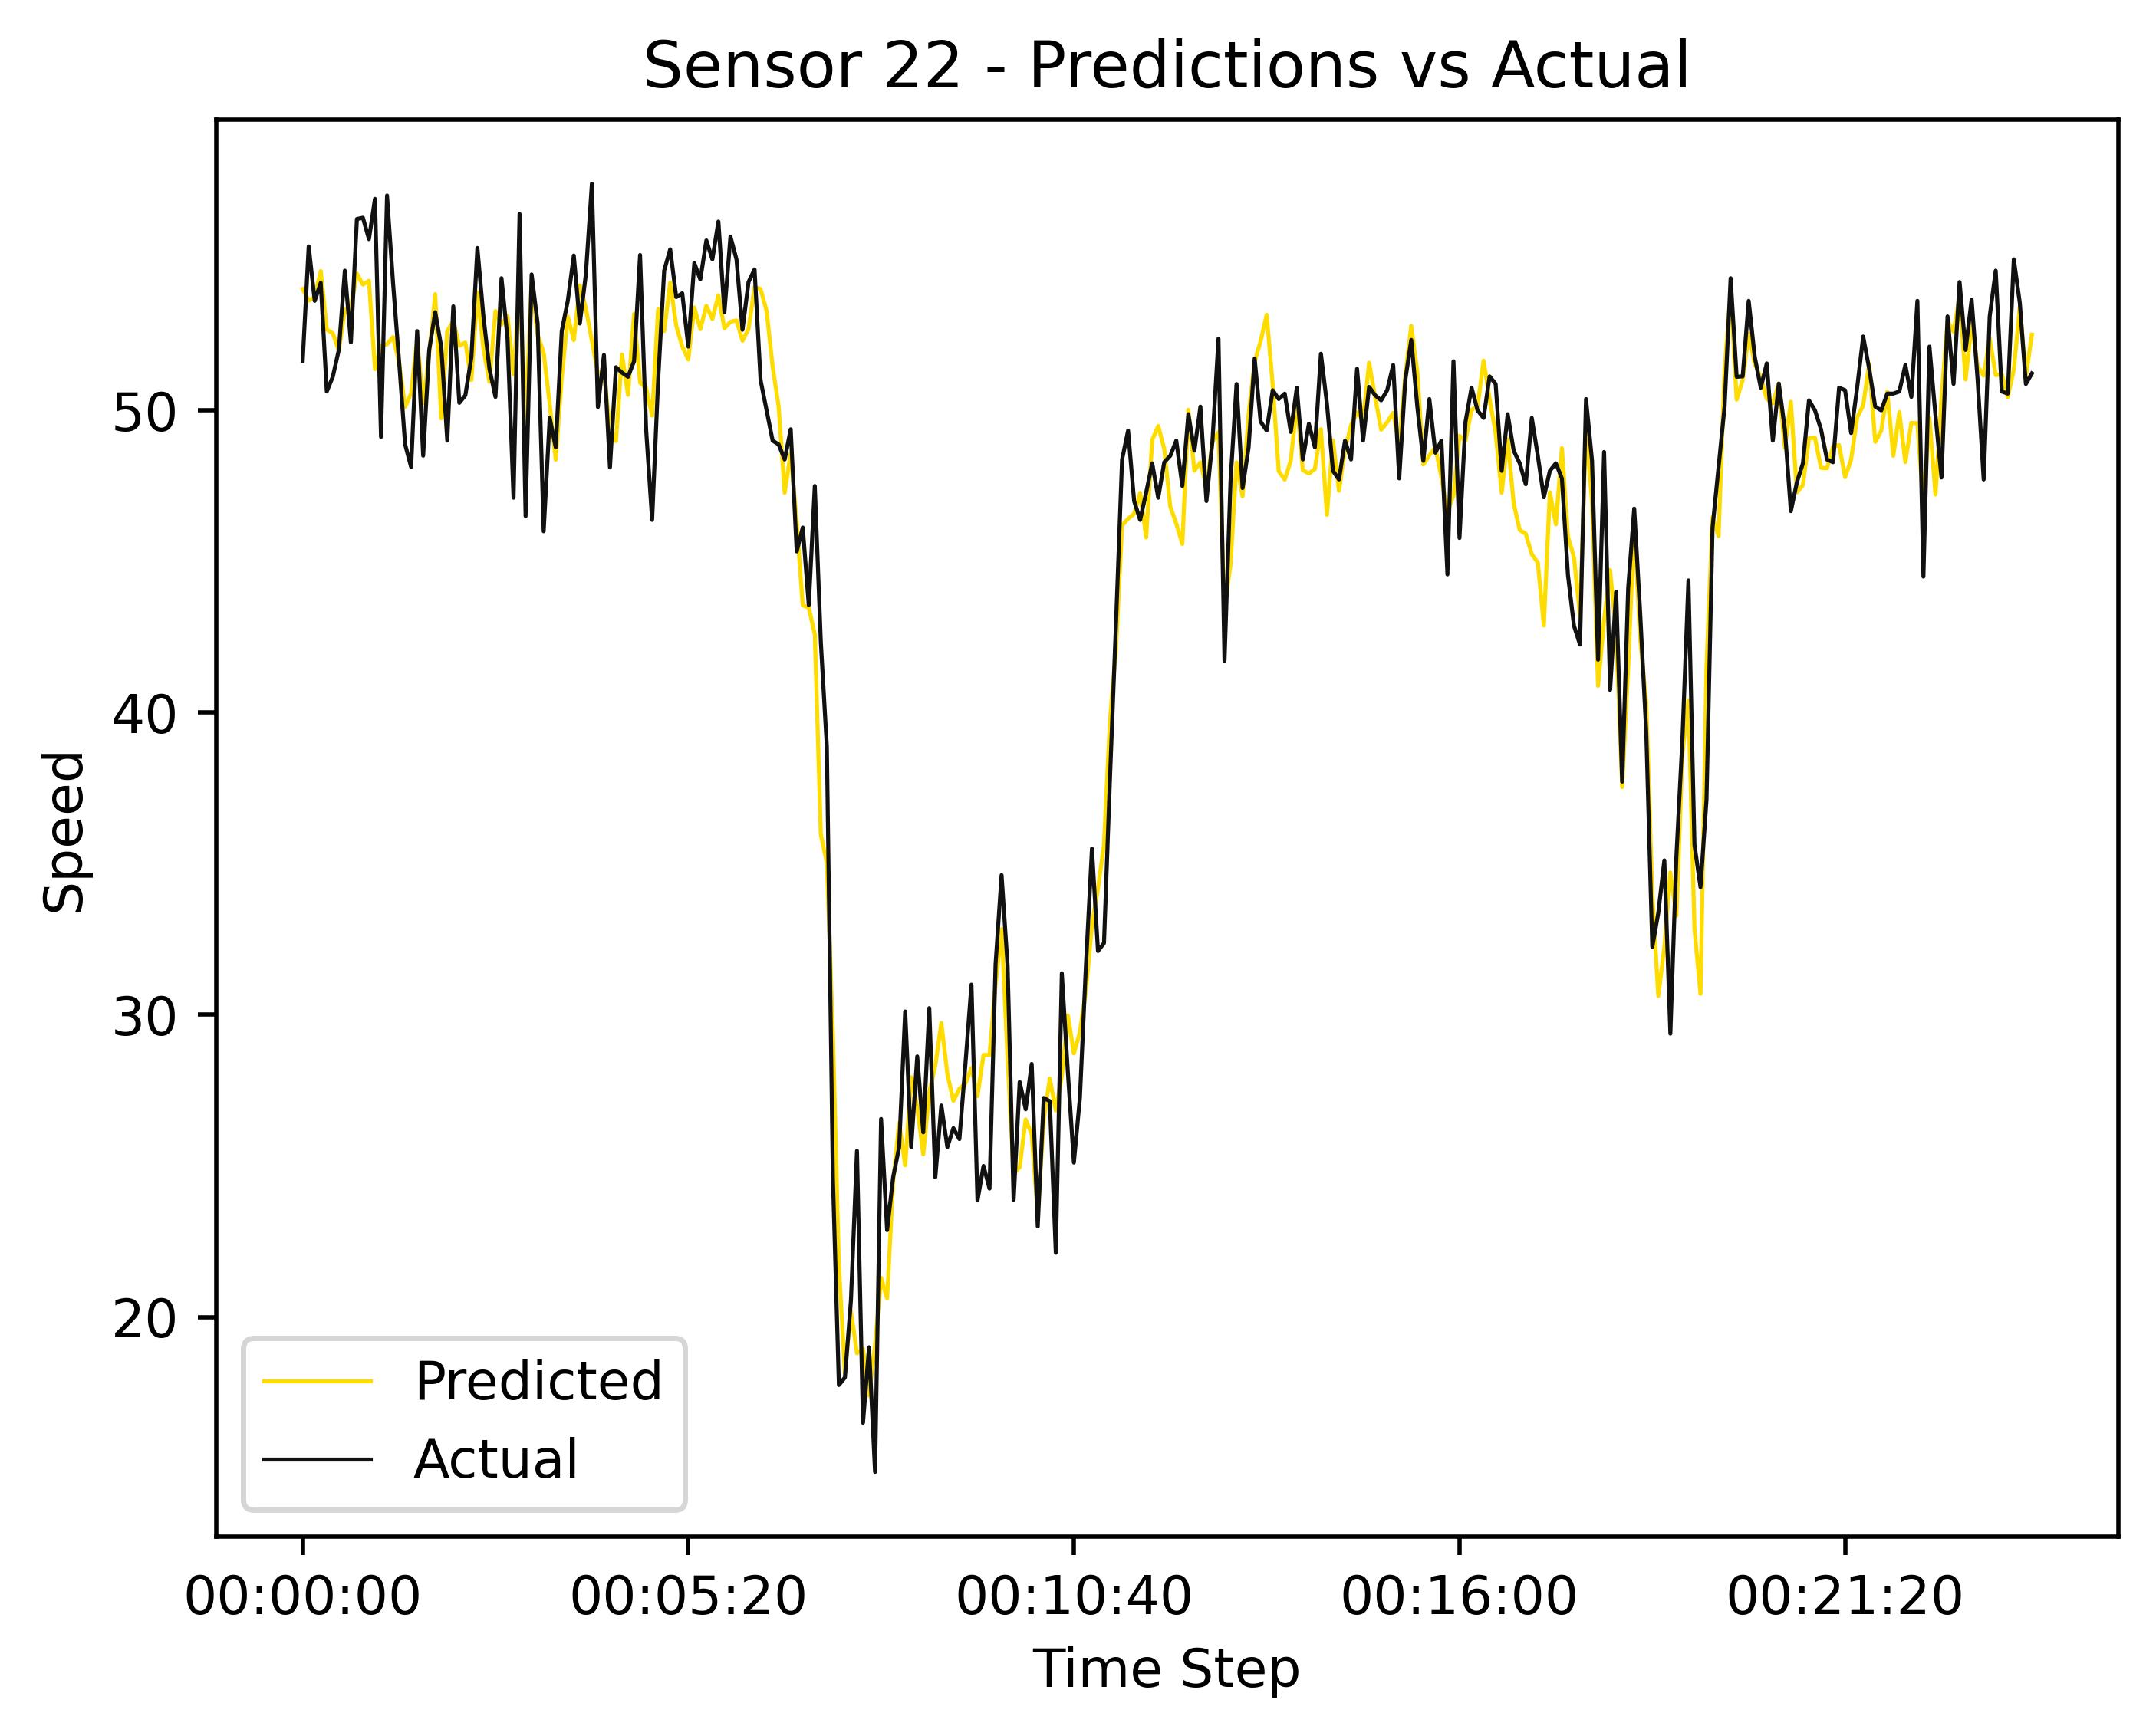 Sensor 22 - Predictions vs Actual
50
40
30
20
Speed
Predicted
Actual
00:00:00 00:05:20 00:10:40 00:16:00 00:21:20
Time Step